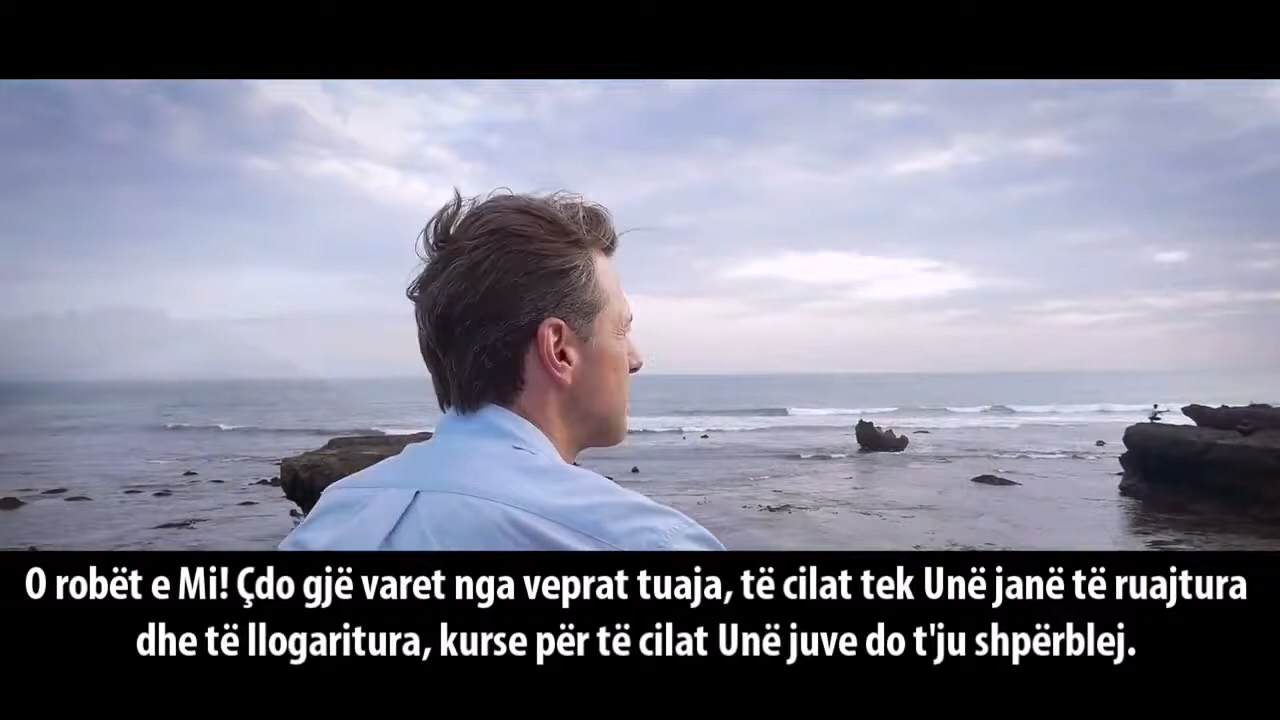 O robët e Mi! Çdo gjë varet nga veprat tuaja, të cilat tek Unë janë të ruajtura
dhe të llogaritura, kurse për të cilat Unë juve do t'ju shpërblej.